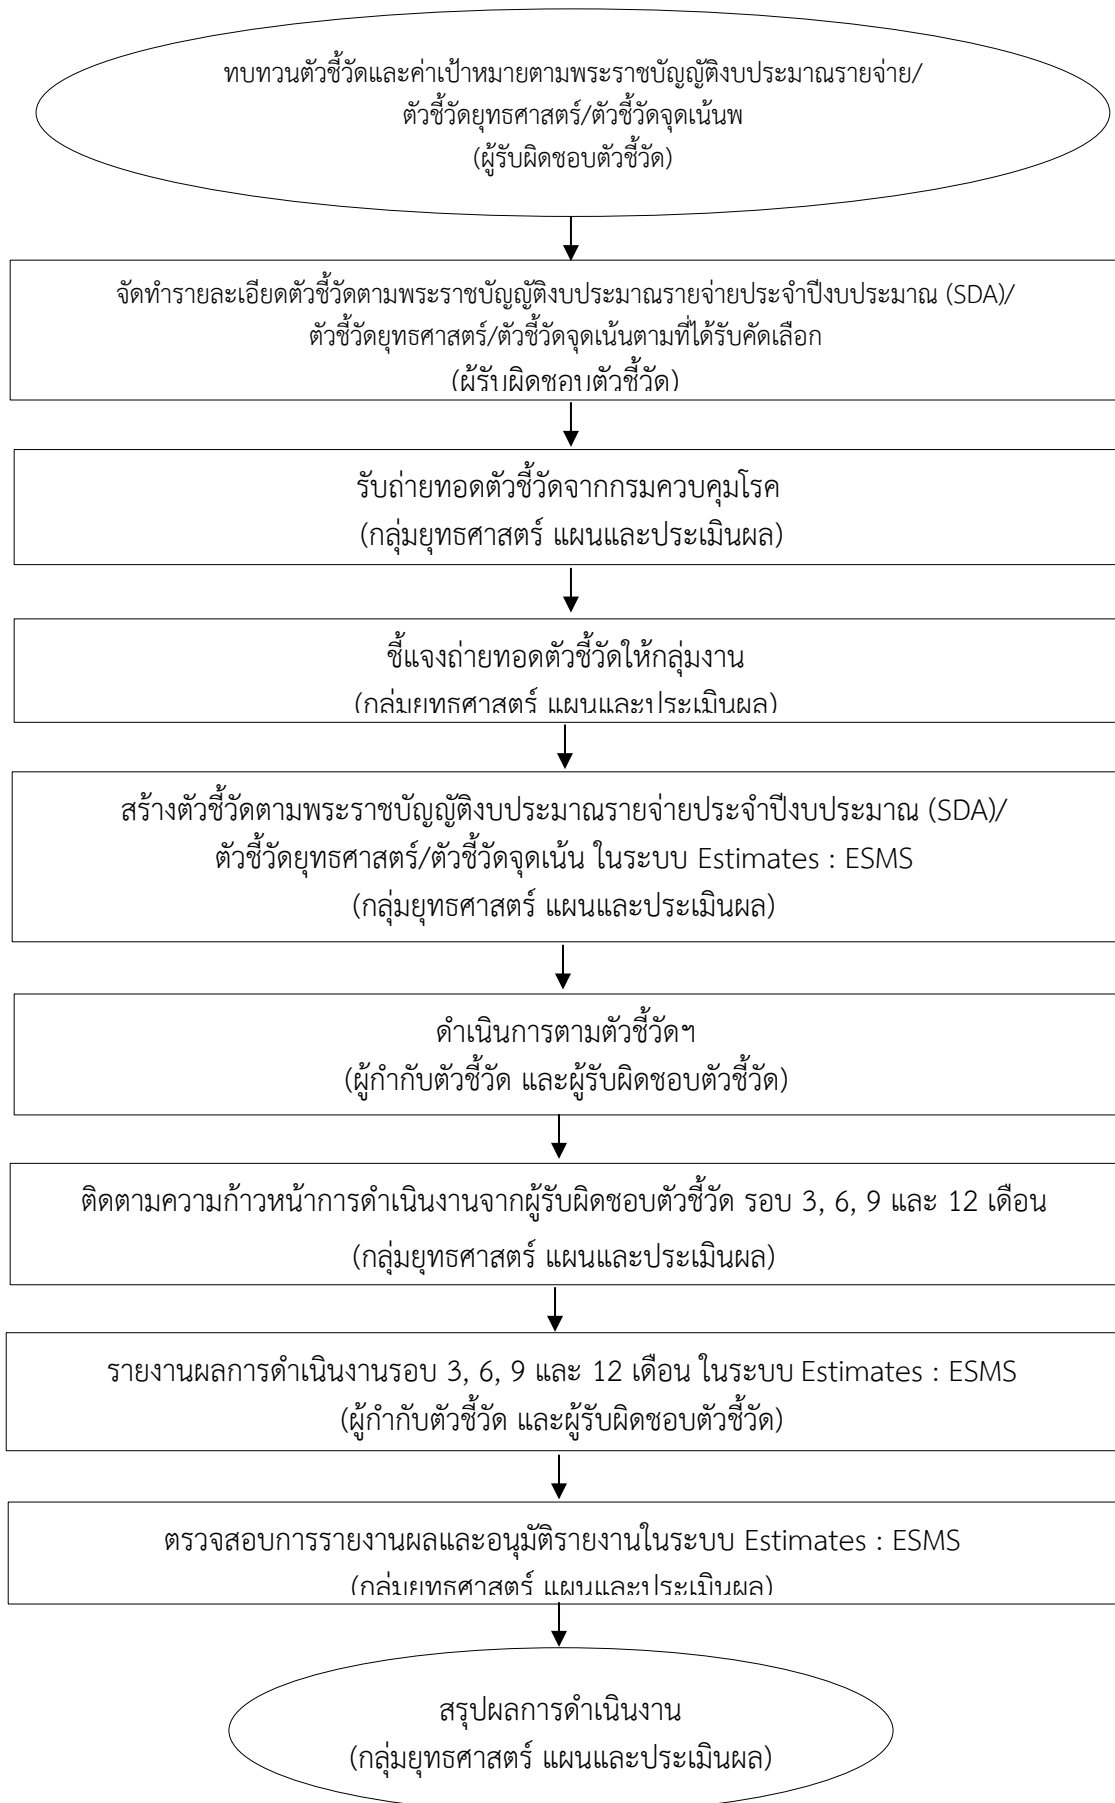 ทบทวนตัวชี้วัดและค่าเป้าหมายตามพระราชบัญญัติงบประมาณรายจ่าย/
ตัวชี้วัดยุทธศาสตร์/ตัวชี้วัดจุดเน้นพ
(ผู้รับผิดชอบตัวชี้วัด)
จัดทำรายละเอียดตัวชี้วัดตามพระราชบัญญัติงบประมาณรายจ่ายประจำปีงบประมาณ (SDA)/
ตัวชี้วัดยุทธศาสตร์/ตัวชี้วัดจุดเน้นตามที่ได้รับคัดเลือก
(ผู้รับผิดชอบตัวชี้วัด)
รับถ่ายทอดตัวชี้วัดจากกรมควบคุมโรค
(กลุ่มยุทธศาสตร์ แผนและประเมินผล)
ชี้แจงถ่ายทอดตัวชี้วัดให้กลุ่มงาน
(กลุ่มยุทธศาสตร์ แผนและประเมินผล)
สร้างตัวชี้วัดตามพระราชบัญญัติงบประมาณรายจ่ายประจำปีงบประมาณ (SDA)/
ตัวชี้วัดยุทธศาสตร์/ตัวชี้วัดจุดเน้น ในระบบ Estimates : ESMS
(กลุ่มยุทธศาสตร์ แผนและประเมินผล)
ดำเนินการตามตัวชี้วัดฯ
(ผู้กำกับตัวชี้วัด และผู้รับผิดชอบตัวชี้วัด)
ติดตามความก้าวหน้าการดำเนินงานจากผู้รับผิดชอบตัวชี้วัด รอบ 3, 6, 9 และ 12 เดือน
(กลุ่มยุทธศาสตร์ แผนและประเมินผล)
รายงานผลการดำเนินงานรอบ 3, 6, 9 และ 12 เดือน ในระบบ Estimates : ESMS
(ผู้กำกับตัวชี้วัด และผู้รับผิดชอบตัวชี้วัด)
ตรวจสอบการรายงานผลและอนุมัติรายงานในระบบ Estimates : ESMS
(กลุ่มยุทธศาสตร์ แผนและประเมินผล)
สรุปผลการดำเนินงาน
(กลุ่มยุทธศาสตร์ แผนและประเมินผล)